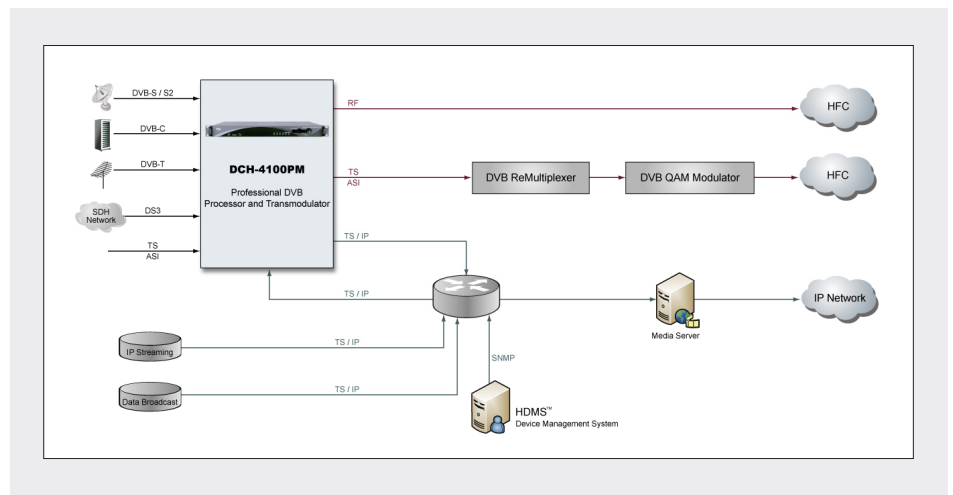 DVB-S / S2
DVB-C
DVB-T
SDH
Network
DS3
TS
ASI
DCH-4100PM
Professional DVB
Processor and Transmodulator
RF
HFC
TS
ASI
DVB ReMultiplexer
DVB QAM Modulator
HFC
TS / IP
TS / IP
Media Server
IP Network
IP Streaming
TS / IP
SNMP
Data Broadcast
TS / IP
HDMS™
Device Management System